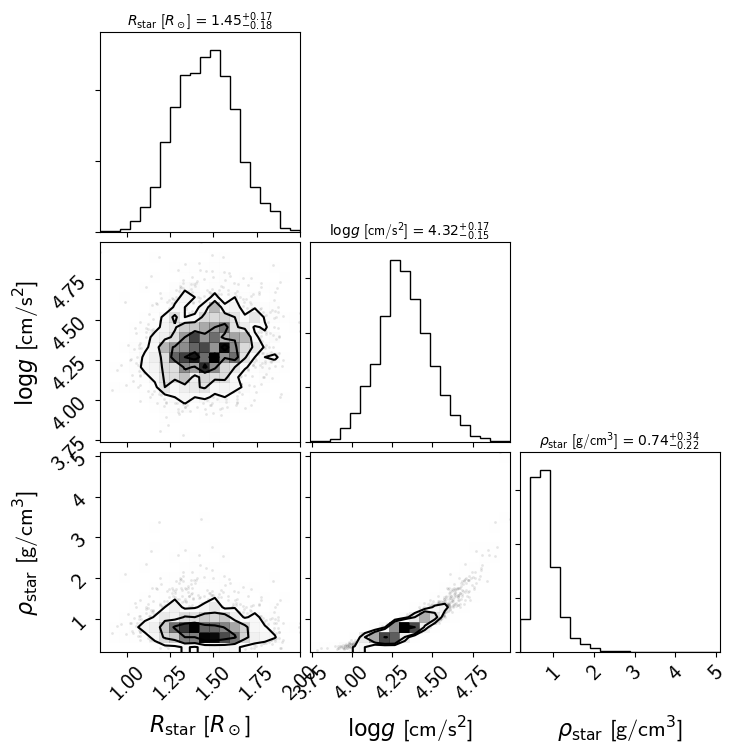 R_star [R_⊙] = 1.45^{+0.17}_{-0.18}
logg [cm/s²] = 4.32^{+0.17}_{-0.15}
logg [cm/s²]
4.75
4.50
4.25
4.00
3.75
ρ_star [g/cm³] = 0.74^{+0.34}_{-0.22}
ρ_star [g/cm³]
5
4
3
2
1
1.00 1.25 1.50 1.75 2.00
3.75 4.00 4.25 4.50 4.75
1 2 3 4 5
R_star [R_⊙]
logg [cm/s²]
ρ_star [g/cm³]